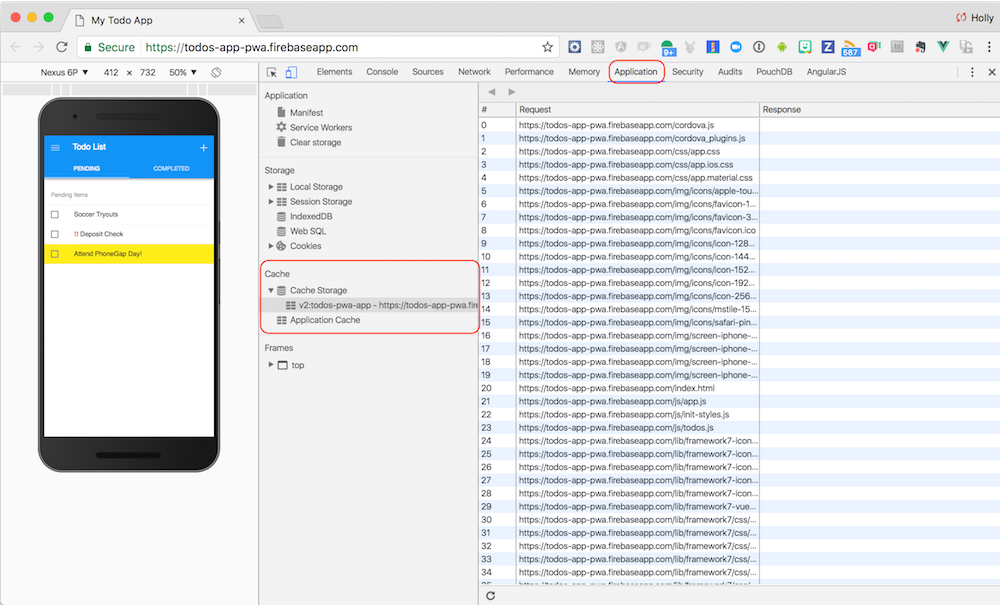 My Todo App
Holly
Secure https://todos-app-pwa.firebaseapp.com
9+
587
Nexus 6P ▼ 412 × 732 50% ▼
Elements Console Sources Network Performance Memory Application Security Audits PouchDB AngularJS
Todo List
PENDING COMPLETED
Pending Items
Soccer Tryouts
!! Deposit Check
Attend PhoneGap Day!
Application
Manifest
Service Workers
Clear storage
Storage
Local Storage
Session Storage
IndexedDB
Web SQL
Cookies
Cache
Cache Storage
v2:todos-pwa-app - https://todos-app-pwa.fir
Application Cache
Frames
top
# Request Response
0 https://todos-app-pwa.firebaseapp.com/cordova.js
1 https://todos-app-pwa.firebaseapp.com/cordova_plugins.js
2 https://todos-app-pwa.firebaseapp.com/css/app.css
3 https://todos-app-pwa.firebaseapp.com/css/app.ios.css
4 https://todos-app-pwa.firebaseapp.com/css/app.material.css
5 https://todos-app-pwa.firebaseapp.com/img/icons/apple-tou...
6 https://todos-app-pwa.firebaseapp.com/img/icons/favicon-1...
7 https://todos-app-pwa.firebaseapp.com/img/icons/favicon-3...
8 https://todos-app-pwa.firebaseapp.com/img/icons/favicon.ico
9 https://todos-app-pwa.firebaseapp.com/img/icons/icon-128...
10 https://todos-app-pwa.firebaseapp.com/img/icons/icon-144...
11 https://todos-app-pwa.firebaseapp.com/img/icons/icon-152...
12 https://todos-app-pwa.firebaseapp.com/img/icons/icon-192...
13 https://todos-app-pwa.firebaseapp.com/img/icons/icon-256...
14 https://todos-app-pwa.firebaseapp.com/img/icons/mstile-15...
15 https://todos-app-pwa.firebaseapp.com/img/icons/safari-pin...
16 https://todos-app-pwa.firebaseapp.com/img/screen-iphone-...
17 https://todos-app-pwa.firebaseapp.com/img/screen-iphone-...
18 https://todos-app-pwa.firebaseapp.com/img/screen-iphone-...
19 https://todos-app-pwa.firebaseapp.com/img/screen-iphone-...
20 https://todos-app-pwa.firebaseapp.com/index.html
21 https://todos-app-pwa.firebaseapp.com/js/app.js
22 https://todos-app-pwa.firebaseapp.com/js/init-styles.js
23 https://todos-app-pwa.firebaseapp.com/js/todos.js
24 https://todos-app-pwa.firebaseapp.com/lib/framework7-icon...
25 https://todos-app-pwa.firebaseapp.com/lib/framework7-icon...
26 https://todos-app-pwa.firebaseapp.com/lib/framework7-icon...
27 https://todos-app-pwa.firebaseapp.com/lib/framework7-icon...
28 https://todos-app-pwa.firebaseapp.com/lib/framework7-icon...
29 https://todos-app-pwa.firebaseapp.com/lib/framework7-vue...
30 https://todos-app-pwa.firebaseapp.com/lib/framework7/css/...
31 https://todos-app-pwa.firebaseapp.com/lib/framework7/css/...
32 https://todos-app-pwa.firebaseapp.com/lib/framework7/css/...
33 https://todos-app-pwa.firebaseapp.com/lib/framework7/css/...
34 https://todos-app-pwa.firebaseapp.com/lib/framework7/css/...